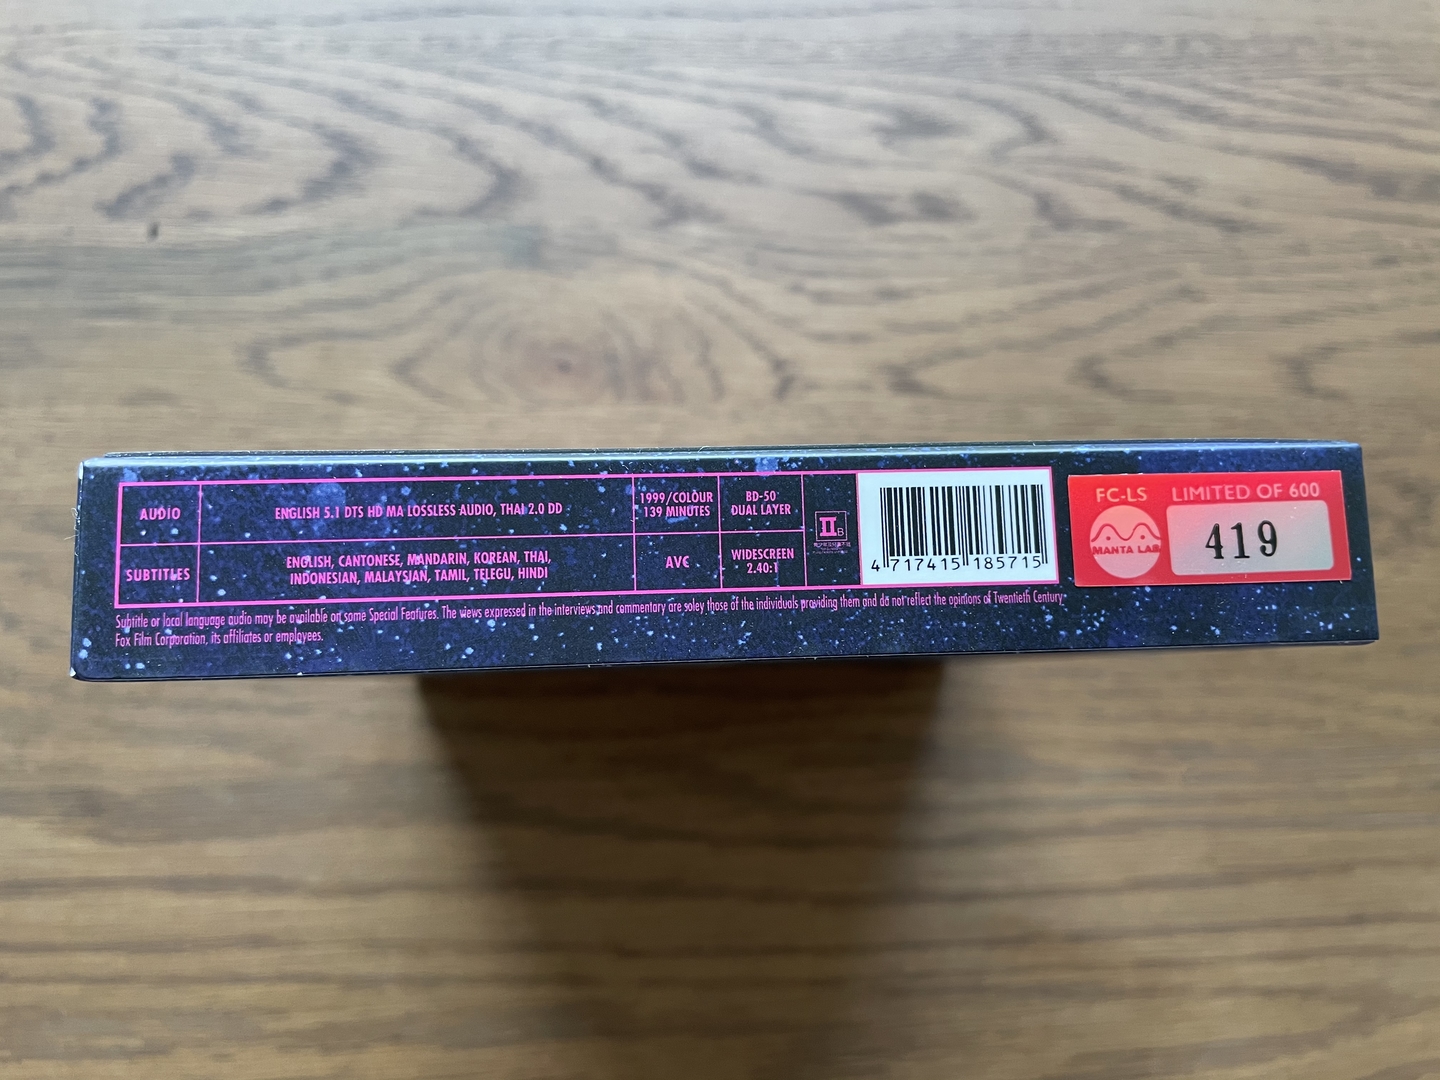 AUDIO
ENGLISH 5.1 DTS HD MA LOSSLESS AUDIO, THAI 2.0 DD
1999/COLOUR
139 MINUTES
BD-50
DUAL LAYER
SUBTITLES
ENGLISH, CANTONESE, MANDARIN, KOREAN, THAI,
INDONESIAN, MALAYSIAN, TAMIL, TELEGU, HINDI
AVC
WIDESCREEN
2.40:1
IIB
4 717415 185715
FC-LS LIMITED OF 600
MANTA LAB
419
Subtitle or local language audio may be available on some Special Features. The views expressed in the interviews and commentary are soley those of the individuals providing them and do not reflect the opinions of Twentieth Century
Fox Film Corporation, its affiliates or employees.